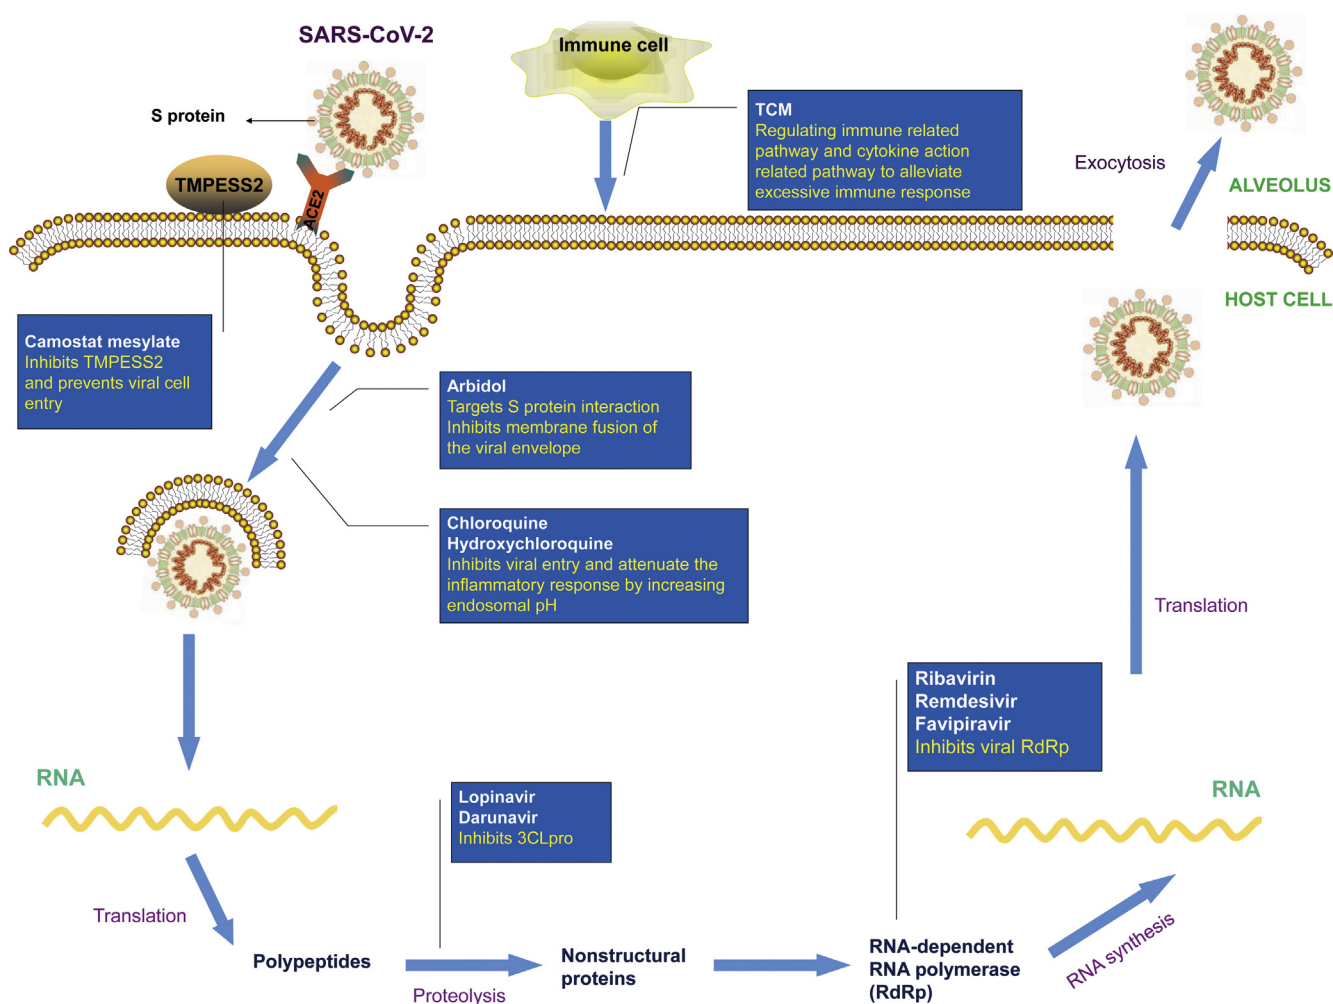 SARS-CoV-2
Immune cell
S protein
TMPESS2
ACE2
TCM
Regulating immune related
pathway and cytokine action
related pathway to alleviate
excessive immune response
Exocytosis
ALVEOLUS
HOST CELL
Camostat mesylate
Inhibits TMPESS2
and prevents viral cell
entry
Arbidol
Targets S protein interaction
Inhibits membrane fusion of
the viral envelope
Chloroquine
Hydroxychloroquine
Inhibits viral entry and attenuate the
inflammatory response by increasing
endosomal pH
Translation
Ribavirin
Remdesivir
Favipiravir
Inhibits viral RdRp
RNA
Lopinavir
Darunavir
Inhibits 3CLpro
RNA
Translation
Polypeptides
Proteolysis
Nonstructural
proteins
RNA-dependent
RNA polymerase
(RdRp)
RNA synthesis